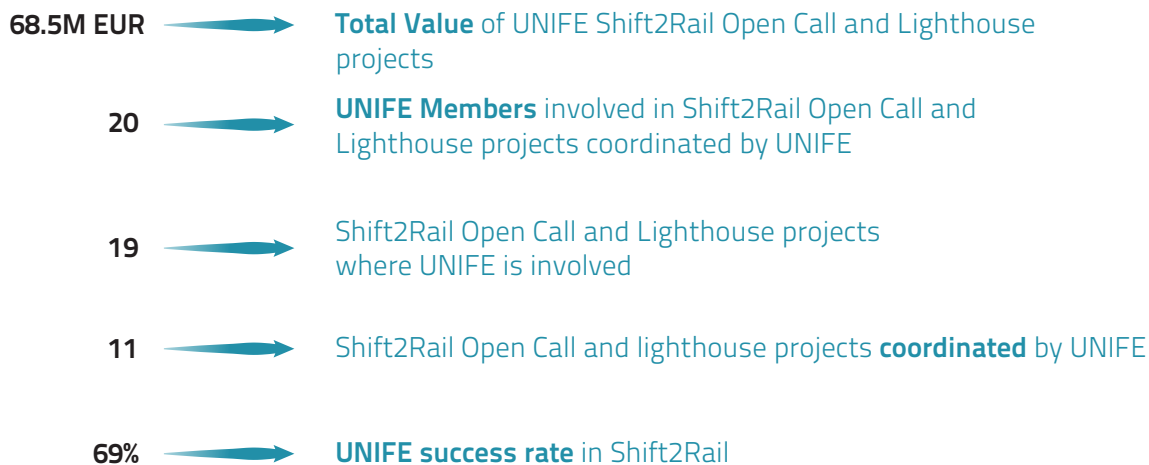 68.5M EUR Total Value of UNIFE Shift2Rail Open Call and Lighthouse
projects
20 UNIFE Members involved in Shift2Rail Open Call and
Lighthouse projects coordinated by UNIFE
19 Shift2Rail Open Call and Lighthouse projects
where UNIFE is involved
11 Shift2Rail Open Call and lighthouse projects coordinated by UNIFE
69% UNIFE success rate in Shift2Rail